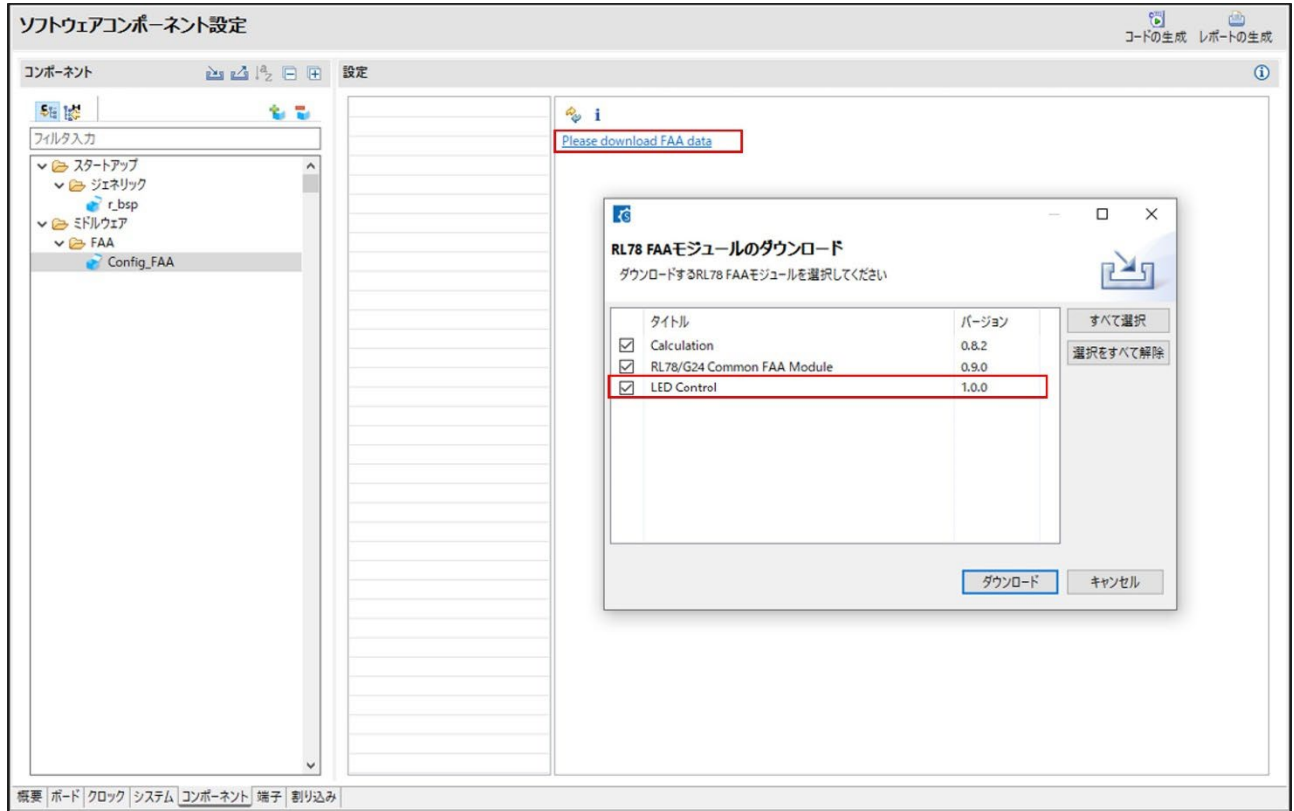 ソフトウェアコンポーネント設定
コードの生成 レポートの生成
コンポーネント
設定
フィルタ入力
スタートアップ
ジェネリック
r_bsp
ミドルウェア
FAA
Config_FAA
Please download FAA data
RL78 FAAモジュールのダウンロード
ダウンロードするRL78 FAAモジュールを選択してください
タイトル バージョン
Calculation 0.8.2
RL78/G24 Common FAA Module 0.9.0
LED Control 1.0.0
すべて選択
選択をすべて解除
ダウンロード キャンセル
概要 ボード クロック システム コンポーネント 端子 割り込み